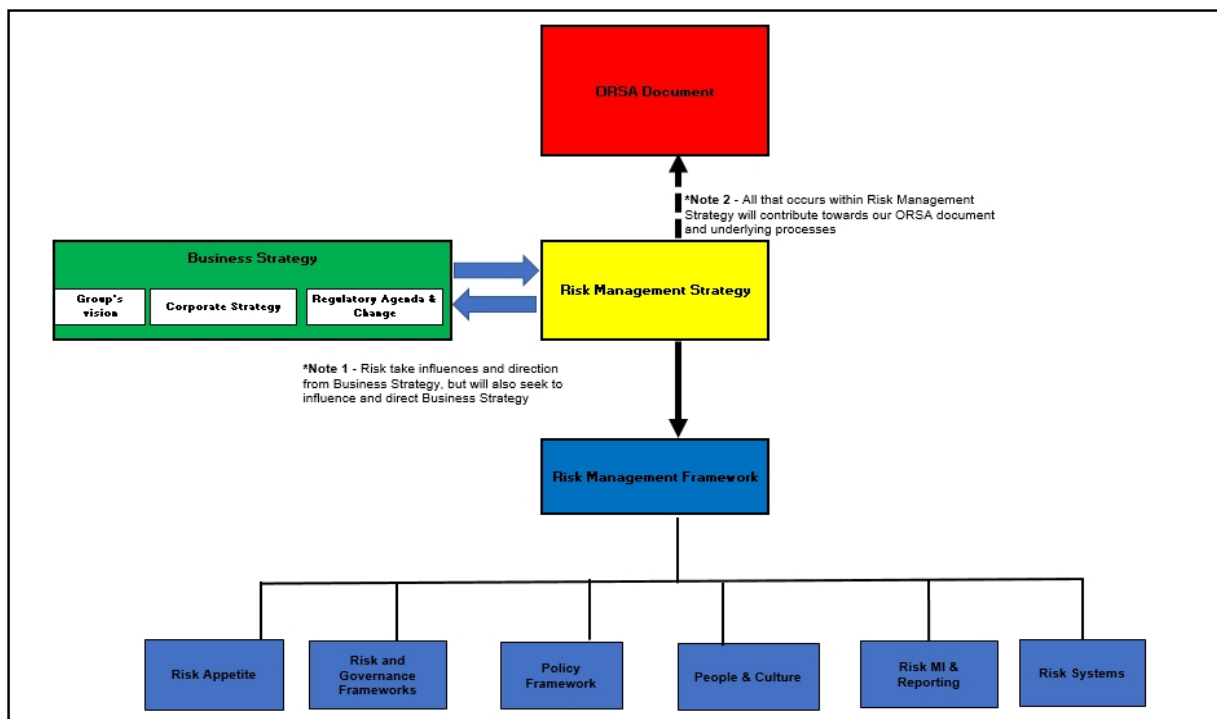 ORSA Document
*Note 2 - All that occurs within Risk Management
Strategy will contribute towards our ORSA document
and underlying processes
Business Strategy
Group's
vision
Corporate Strategy
Regulatory Agenda &
Change
Risk Management Strategy
*Note 1 - Risk take influences and direction
from Business Strategy, but will also seek to
influence and direct Business Strategy
Risk Management Framework
Risk Appetite
Risk and
Governance
Frameworks
Policy
Framework
People & Culture
Risk MI &
Reporting
Risk Systems